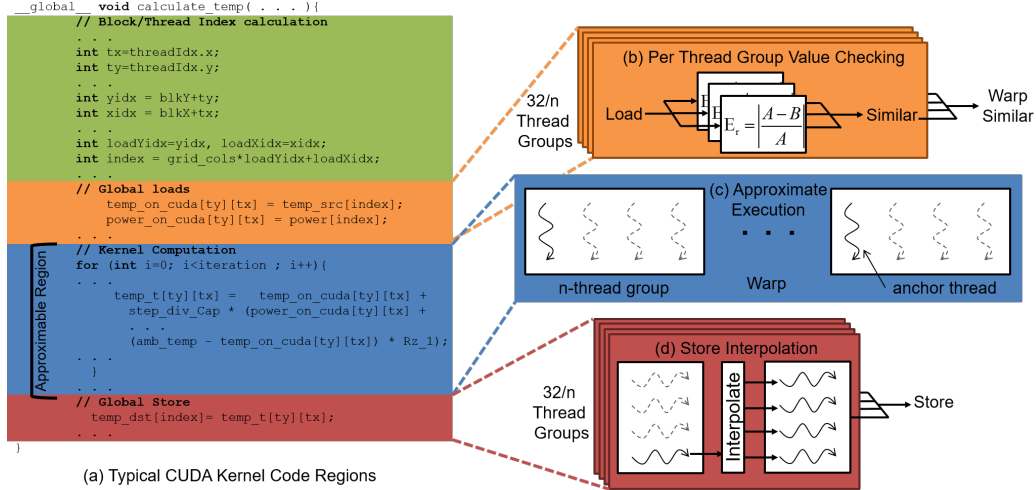 __global__ void calculate_temp( . . . ){
// Block/Thread Index calculation
. . .
int tx=threadIdx.x;
int ty=threadIdx.y;
. . .
int yidx = blkY+ty;
int xidx = blkX+tx;
. . .
int loadYidx=yidx, loadXidx=xidx;
int index = grid_cols*loadYidx+loadXidx;
. . .
// Global loads
temp_on_cuda[ty][tx] = temp_src[index];
power_on_cuda[ty][tx] = power[index];
. . .
Approximable Region
// Kernel Computation
for (int i=0; i<iteration ; i++){
. . .
temp_t[ty][tx] = temp_on_cuda[ty][tx] +
step_div_Cap * (power_on_cuda[ty][tx] +
. . .
(amb_temp - temp_on_cuda[ty][tx]) * Rz_1);
. . .
}
. . .
// Global Store
temp_dst[index]= temp_t[ty][tx];
. . .
}
(a) Typical CUDA Kernel Code Regions
(b) Per Thread Group Value Checking
32/n
Thread
Groups
Load
E
E
E_r = |A − B / A|
Similar
Warp
Similar
(c) Approximate
Execution
. . .
n-thread group
Warp
anchor thread
(d) Store Interpolation
32/n
Thread
Groups
Interpolate
Store